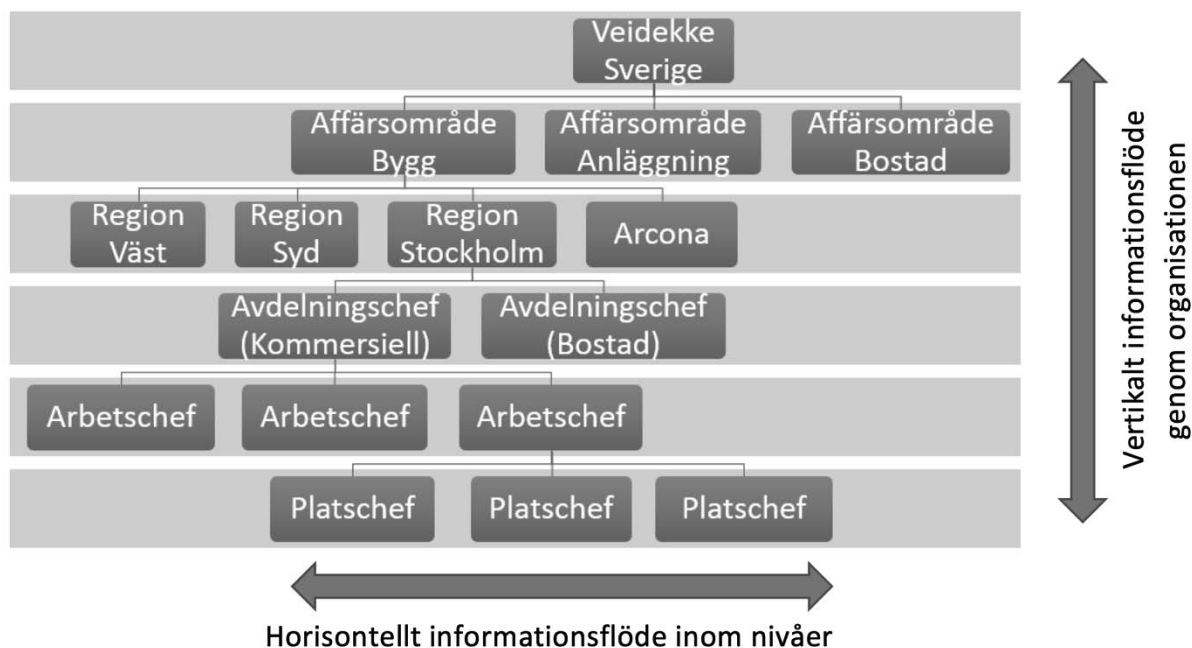 Veidekke
Sverige
Affärsområde
Bygg
Affärsområde
Anläggning
Affärsområde
Bostad
Region
Väst
Region
Syd
Region
Stockholm
Arcona
Avdelningschef
(Kommersiell)
Avdelningschef
(Bostad)
Arbetschef
Arbetschef
Arbetschef
Platschef
Platschef
Platschef
Vertikalt informationsflöde
genom organisationen
Horisontellt informationsflöde inom nivåer